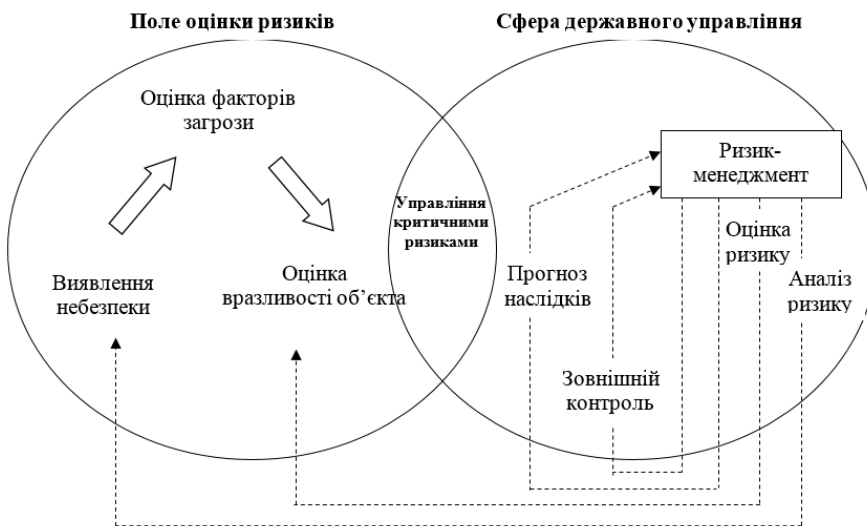 Поле оцінки ризиків
Сфера державного управління
Оцінка факторів
загрози
Виявлення
небезпеки
Оцінка
вразливості об’єкта
Управління
критичними
ризиками
Ризик-
менеджмент
Прогноз
наслідків
Зовнішній
контроль
Оцінка
ризику
Аналіз
ризику